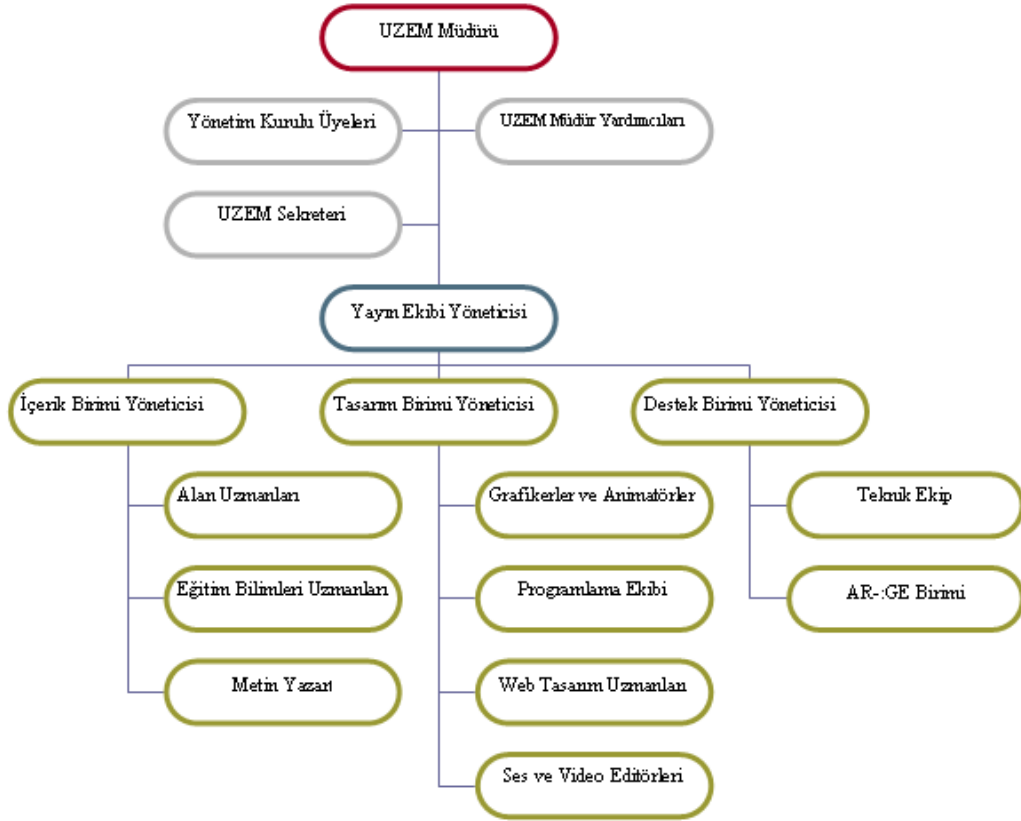 UZEM Müdürü
Yönetim Kurulu Üyeleri
UZEM Müdür Yardımcıları
UZEM Sekreteri
Yayın Ekibi Yöneticisi
İçerik Birimi Yöneticisi
Tasarım Birimi Yöneticisi
Destek Birimi Yöneticisi
Alan Uzmanları
Grafikerler ve Animatörler
Teknik Ekip
Eğitim Bilimleri Uzmanları
Programlama Ekibi
AR-:GE Birimi
Metin Yazarı
Web Tasarım Uzmanları
Ses ve Video Editörleri